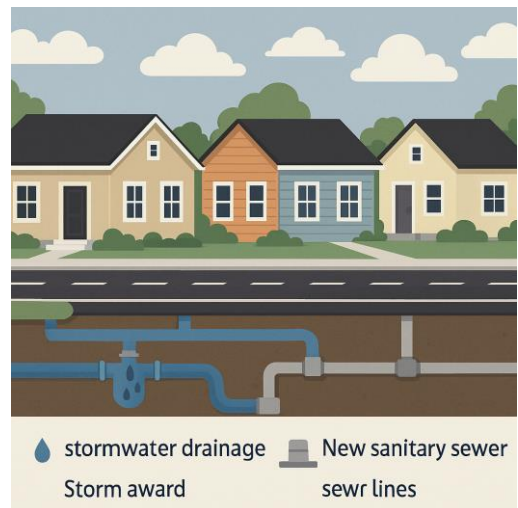 stormwater drainage
New sanitary sewer
Storm award
sewr lines